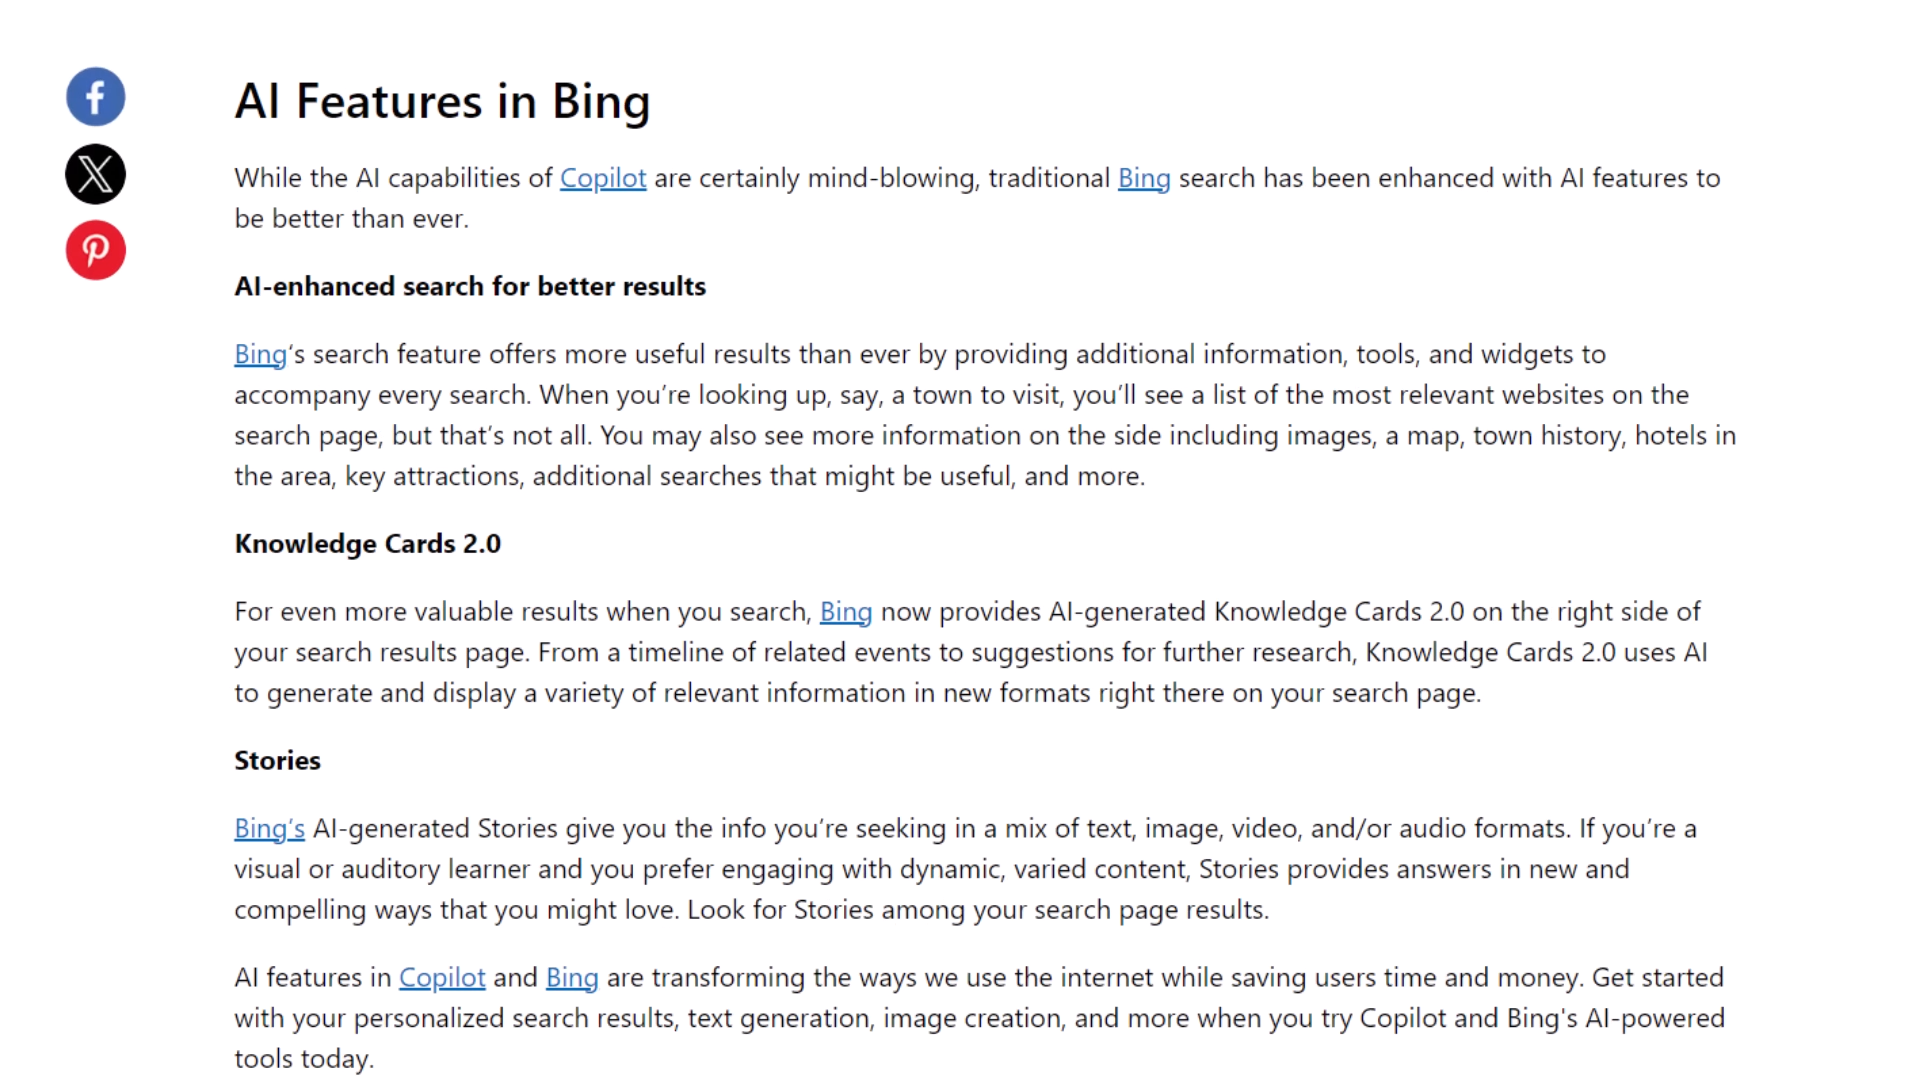 AI Features in Bing
While the AI capabilities of Copilot are certainly mind-blowing, traditional Bing search has been enhanced with AI features to
be better than ever.
AI-enhanced search for better results
Bing‘s search feature offers more useful results than ever by providing additional information, tools, and widgets to
accompany every search. When you’re looking up, say, a town to visit, you’ll see a list of the most relevant websites on the
search page, but that’s not all. You may also see more information on the side including images, a map, town history, hotels in
the area, key attractions, additional searches that might be useful, and more.
Knowledge Cards 2.0
For even more valuable results when you search, Bing now provides AI-generated Knowledge Cards 2.0 on the right side of
your search results page. From a timeline of related events to suggestions for further research, Knowledge Cards 2.0 uses AI
to generate and display a variety of relevant information in new formats right there on your search page.
Stories
Bing’s AI-generated Stories give you the info you’re seeking in a mix of text, image, video, and/or audio formats. If you’re a
visual or auditory learner and you prefer engaging with dynamic, varied content, Stories provides answers in new and
compelling ways that you might love. Look for Stories among your search page results.
AI features in Copilot and Bing are transforming the ways we use the internet while saving users time and money. Get started
with your personalized search results, text generation, image creation, and more when you try Copilot and Bing's AI-powered
tools today.